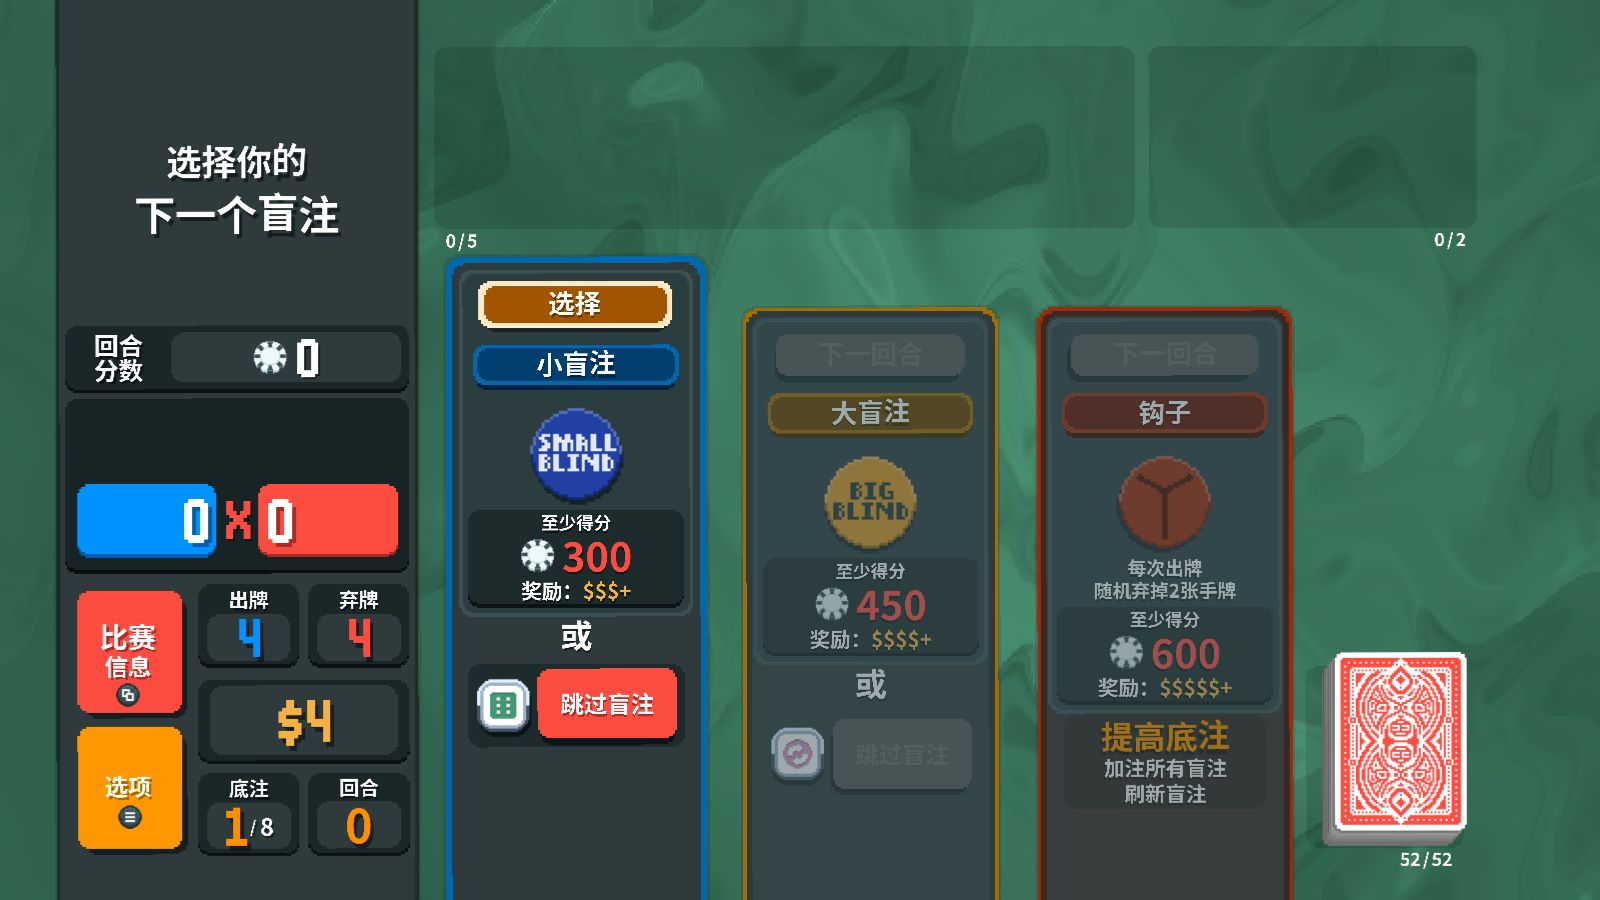 选择你的
下一个盲注
回合
分数
0
0 X 0
比赛
信息
出牌
4
弃牌
4
$4
选项
底注
1/8
回合
0
0/5
0/2
选择
小盲注
SMALL
BLIND
至少得分
300
奖励：$$$+
或
跳过盲注
下一回合
大盲注
BIG
BLIND
至少得分
450
奖励：$$$$+
或
跳过盲注
下一回合
钩子
每次出牌
随机弃掉2张手牌
至少得分
600
奖励：$$$$$+
提高底注
加注所有盲注
刷新盲注
52/52